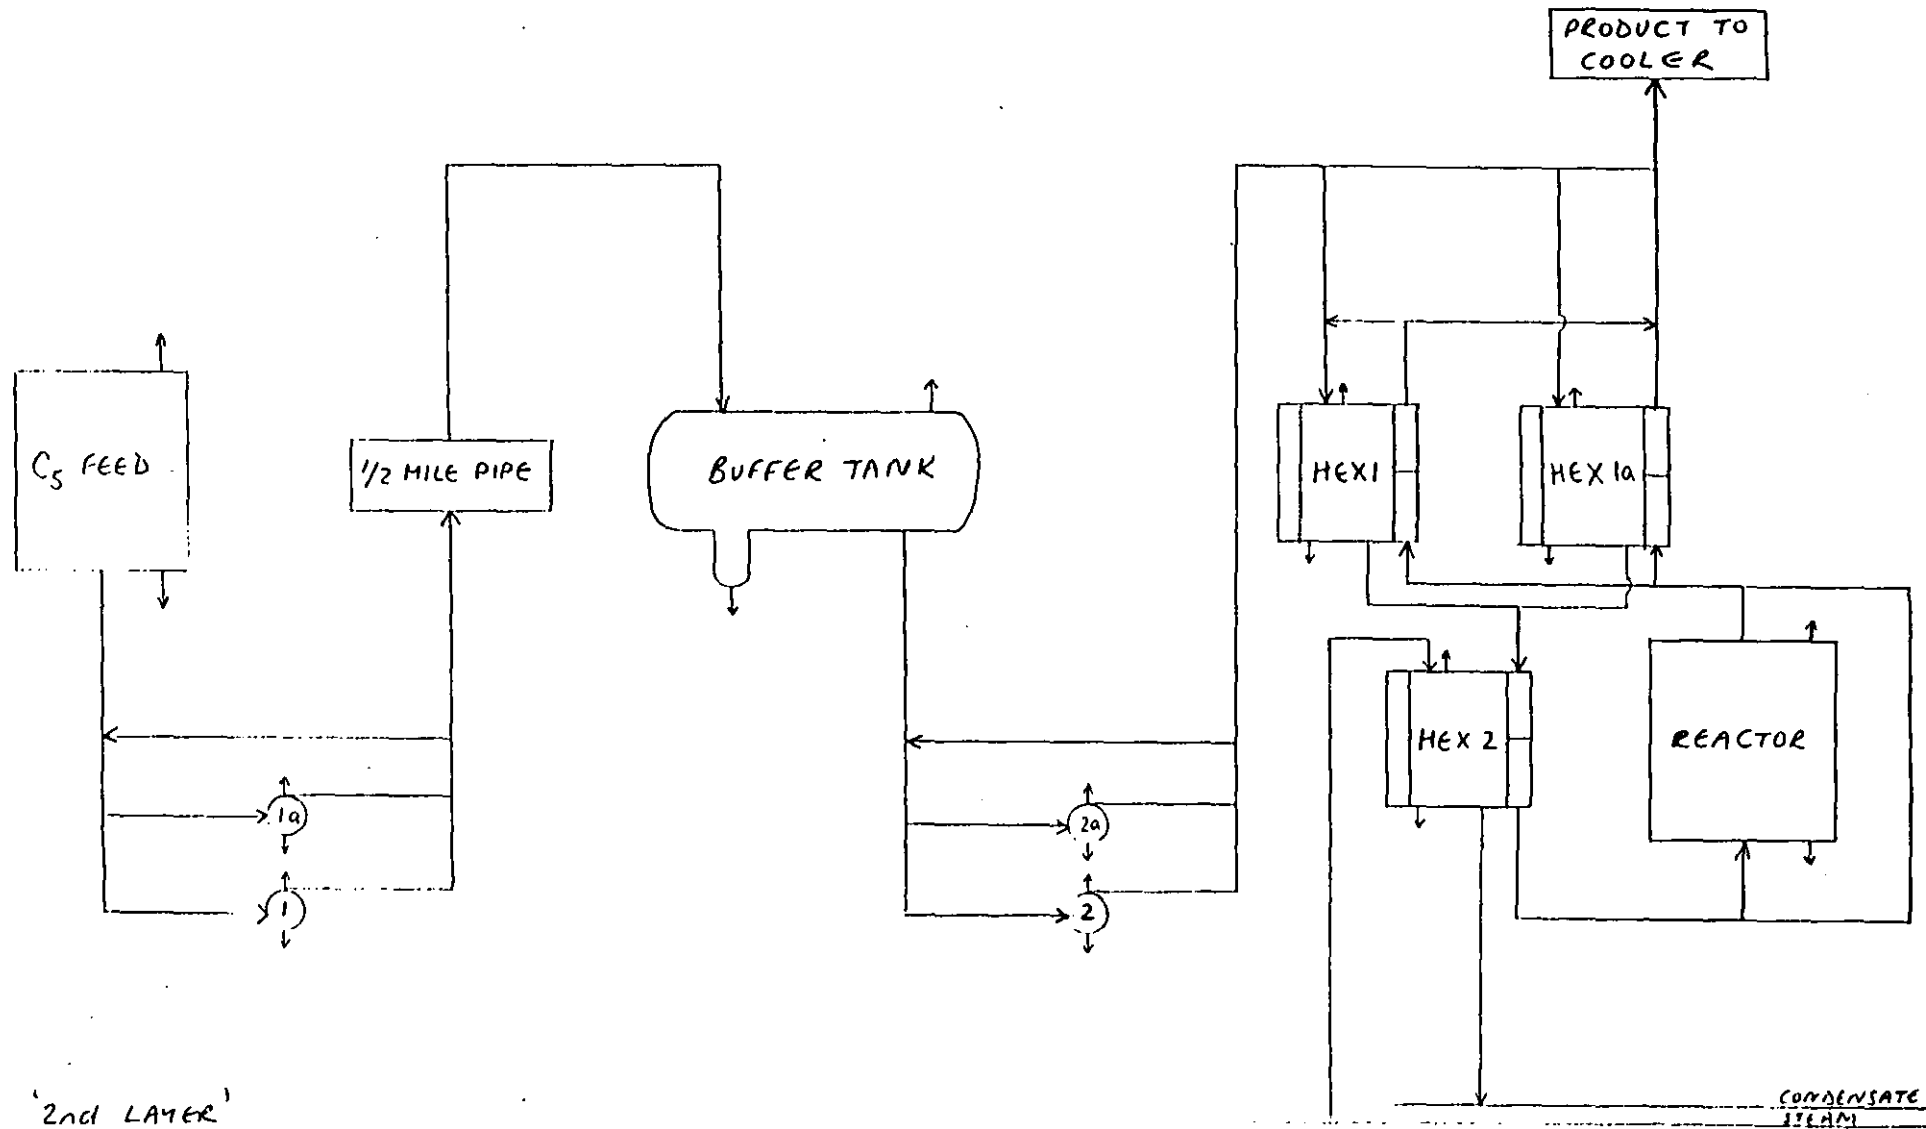 PRODUCT TO
COOLER
C5 FEED
1/2 MILE PIPE
BUFFER TANK
HEX1
HEX 1a
HEX 2
REACTOR
1a
1
2a
2
CONDENSATE
STEAM
'2nd LAYER'